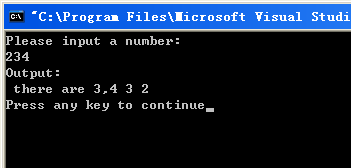 "C:\Program Files\Microsoft Visual Studi
Please input a number:
234
Output:
there are 3,4 3 2
Press any key to continue_